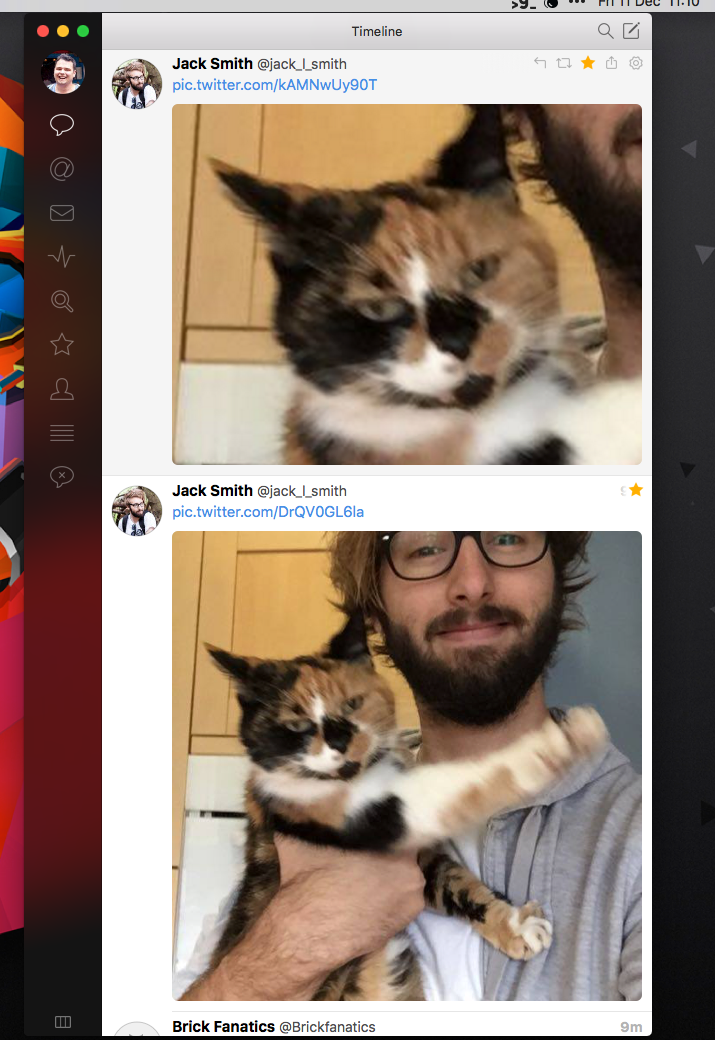 Fri 11 Dec 11:10
Timeline
Jack Smith @jack_l_smith
pic.twitter.com/kAMNwUy90T
Jack Smith @jack_l_smith
pic.twitter.com/DrQV0GL6la
Brick Fanatics @Brickfanatics 9m